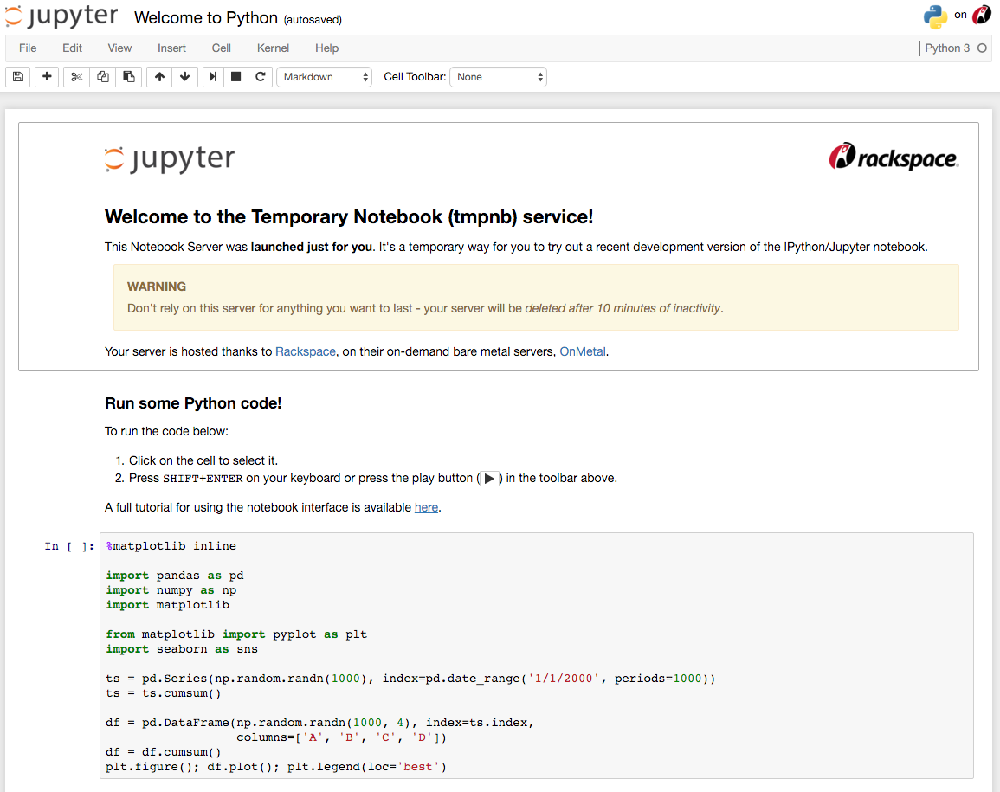 jupyter Welcome to Python (autosaved) on
File Edit View Insert Cell Kernel Help Python 3
Markdown Cell Toolbar: None
jupyter rackspace®
Welcome to the Temporary Notebook (tmpnb) service!
This Notebook Server was launched just for you. It's a temporary way for you to try out a recent development version of the IPython/Jupyter notebook.
WARNING
Don't rely on this server for anything you want to last - your server will be deleted after 10 minutes of inactivity.
Your server is hosted thanks to Rackspace, on their on-demand bare metal servers, OnMetal.
Run some Python code!
To run the code below:
1. Click on the cell to select it.
2. Press SHIFT+ENTER on your keyboard or press the play button (▶) in the toolbar above.
A full tutorial for using the notebook interface is available here.
In [ ]: %matplotlib inline
import pandas as pd
import numpy as np
import matplotlib
from matplotlib import pyplot as plt
import seaborn as sns
ts = pd.Series(np.random.randn(1000), index=pd.date_range('1/1/2000', periods=1000))
ts = ts.cumsum()
df = pd.DataFrame(np.random.randn(1000, 4), index=ts.index,
columns=['A', 'B', 'C', 'D'])
df = df.cumsum()
plt.figure(); df.plot(); plt.legend(loc='best')